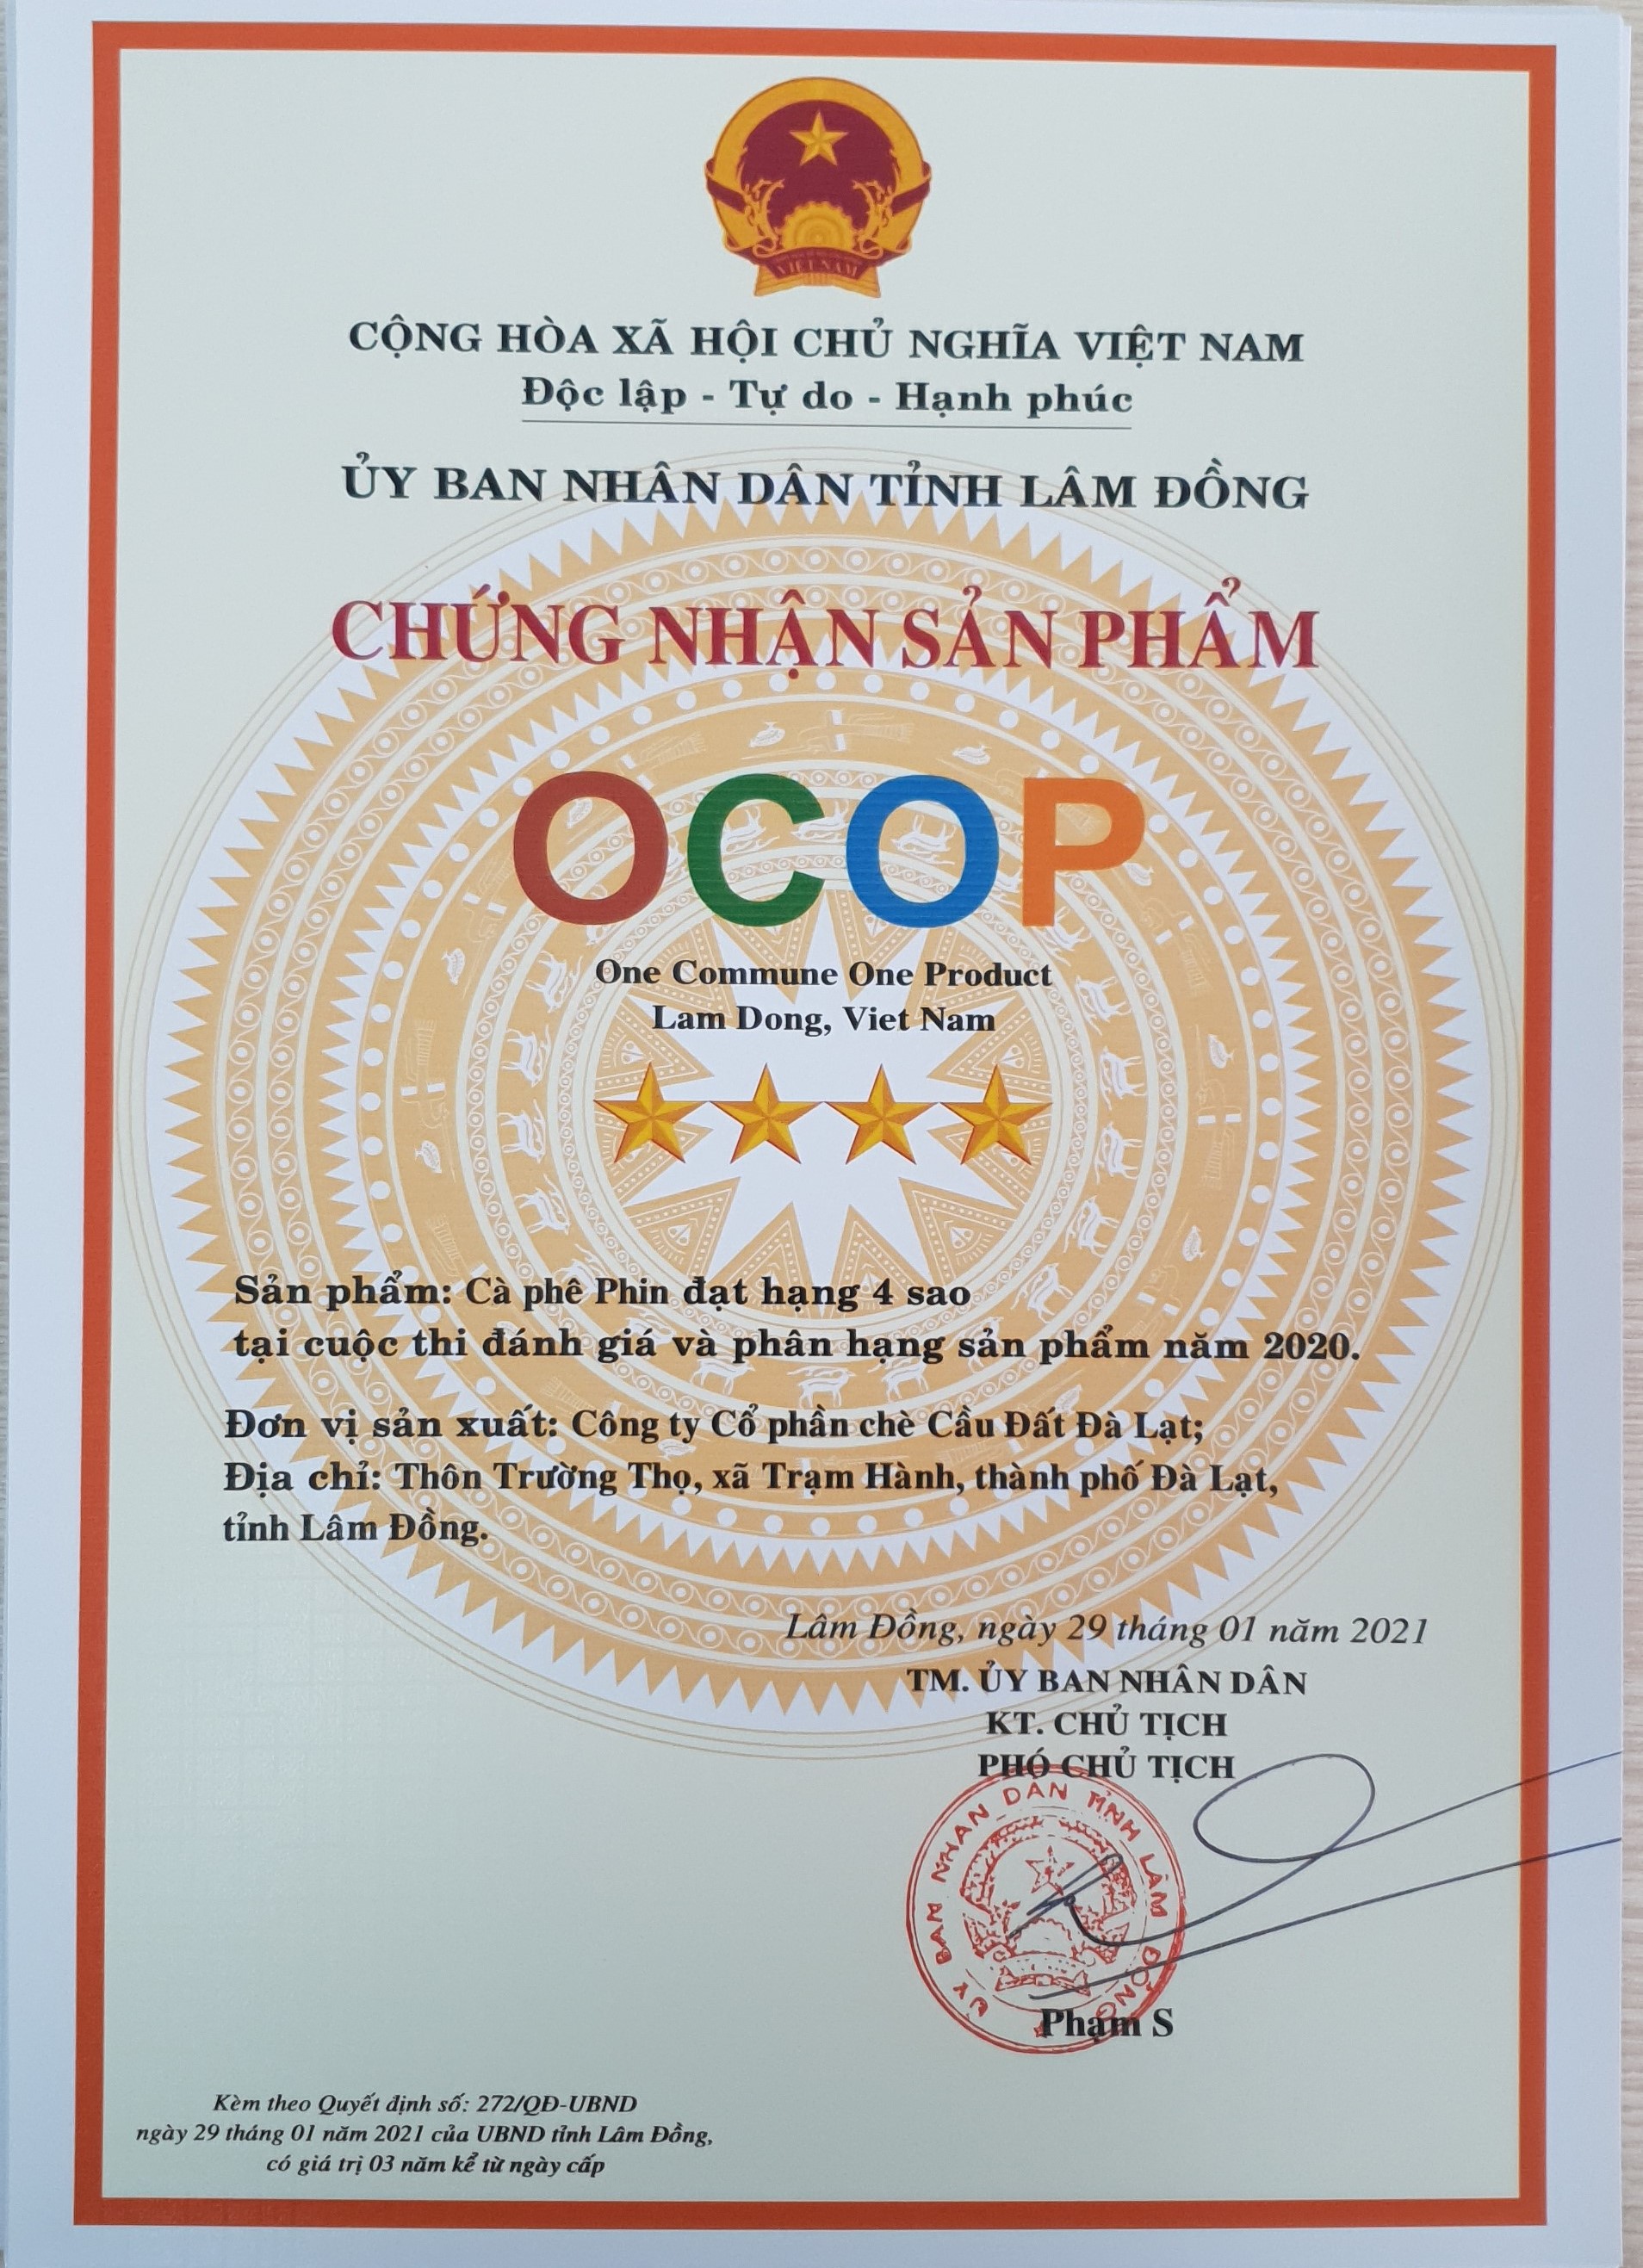 VIỆT NAM
CỘNG HÒA XÃ HỘI CHỦ NGHĨA VIỆT NAM
Độc lập - Tự do - Hạnh phúc
ỦY BAN NHÂN DÂN TỈNH LÂM ĐỒNG
CHỨNG NHẬN SẢN PHẨM
OCOP
One Commune One Product
Lam Dong, Viet Nam
Sản phẩm: Cà phê Phin đạt hạng 4 sao
tại cuộc thi đánh giá và phân hạng sản phẩm năm 2020.
Đơn vị sản xuất: Công ty Cổ phần chè Cầu Đất Đà Lạt;
Địa chỉ: Thôn Trường Thọ, xã Trạm Hành, thành phố Đà Lạt,
tỉnh Lâm Đồng.
Lâm Đồng, ngày 29 tháng 01 năm 2021
TM. ỦY BAN NHÂN DÂN
KT. CHỦ TỊCH
PHÓ CHỦ TỊCH
ỦY BAN NHÂN DÂN TỈNH LÂM ĐỒNG
Phạm S
Kèm theo Quyết định số: 272/QĐ-UBND
ngày 29 tháng 01 năm 2021 của UBND tỉnh Lâm Đồng,
có giá trị 03 năm kể từ ngày cấp